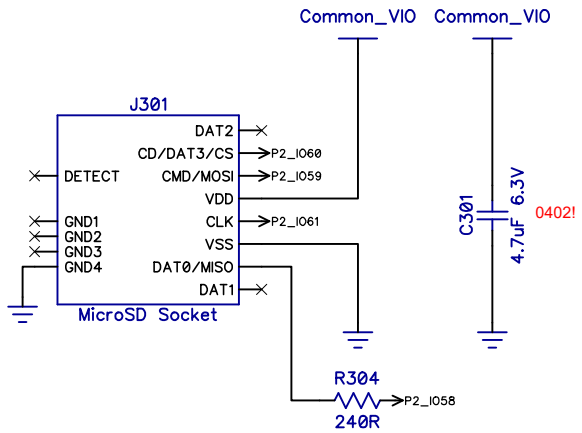 Common_VIO Common_VIO
J301
DAT2
CD/DAT3/CS P2_IO60
DETECT CMD/MOSI P2_IO59
VDD
GND1 CLK P2_IO61
GND2
GND3 VSS
GND4 DAT0/MISO
DAT1
MicroSD Socket
C301
4.7uF 6.3V
0402!
R304
P2_IO58
240R